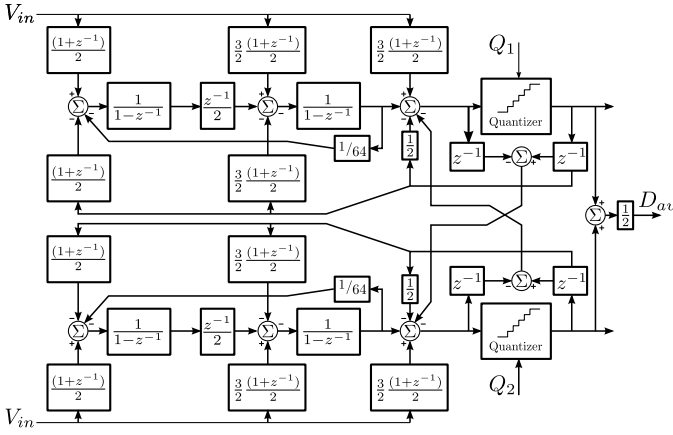 V_in
(1+z⁻¹)/2 3/2 (1+z⁻¹)/2 3/2 (1+z⁻¹)/2 Q₁
+ Σ − 1/(1−z⁻¹) z⁻¹/2 + Σ − − 1/(1−z⁻¹) + Σ − − Quantizer
1/64 1/2 z⁻¹ − Σ + z⁻¹
(1+z⁻¹)/2 3/2 (1+z⁻¹)/2
+ Σ + 1/2 D_av
(1+z⁻¹)/2 3/2 (1+z⁻¹)/2
1/64 1/2 z⁻¹ − Σ + z⁻¹
− Σ − + 1/(1−z⁻¹) z⁻¹/2 − Σ − + 1/(1−z⁻¹) − Σ − + Quantizer
(1+z⁻¹)/2 3/2 (1+z⁻¹)/2 3/2 (1+z⁻¹)/2 Q₂
V_in